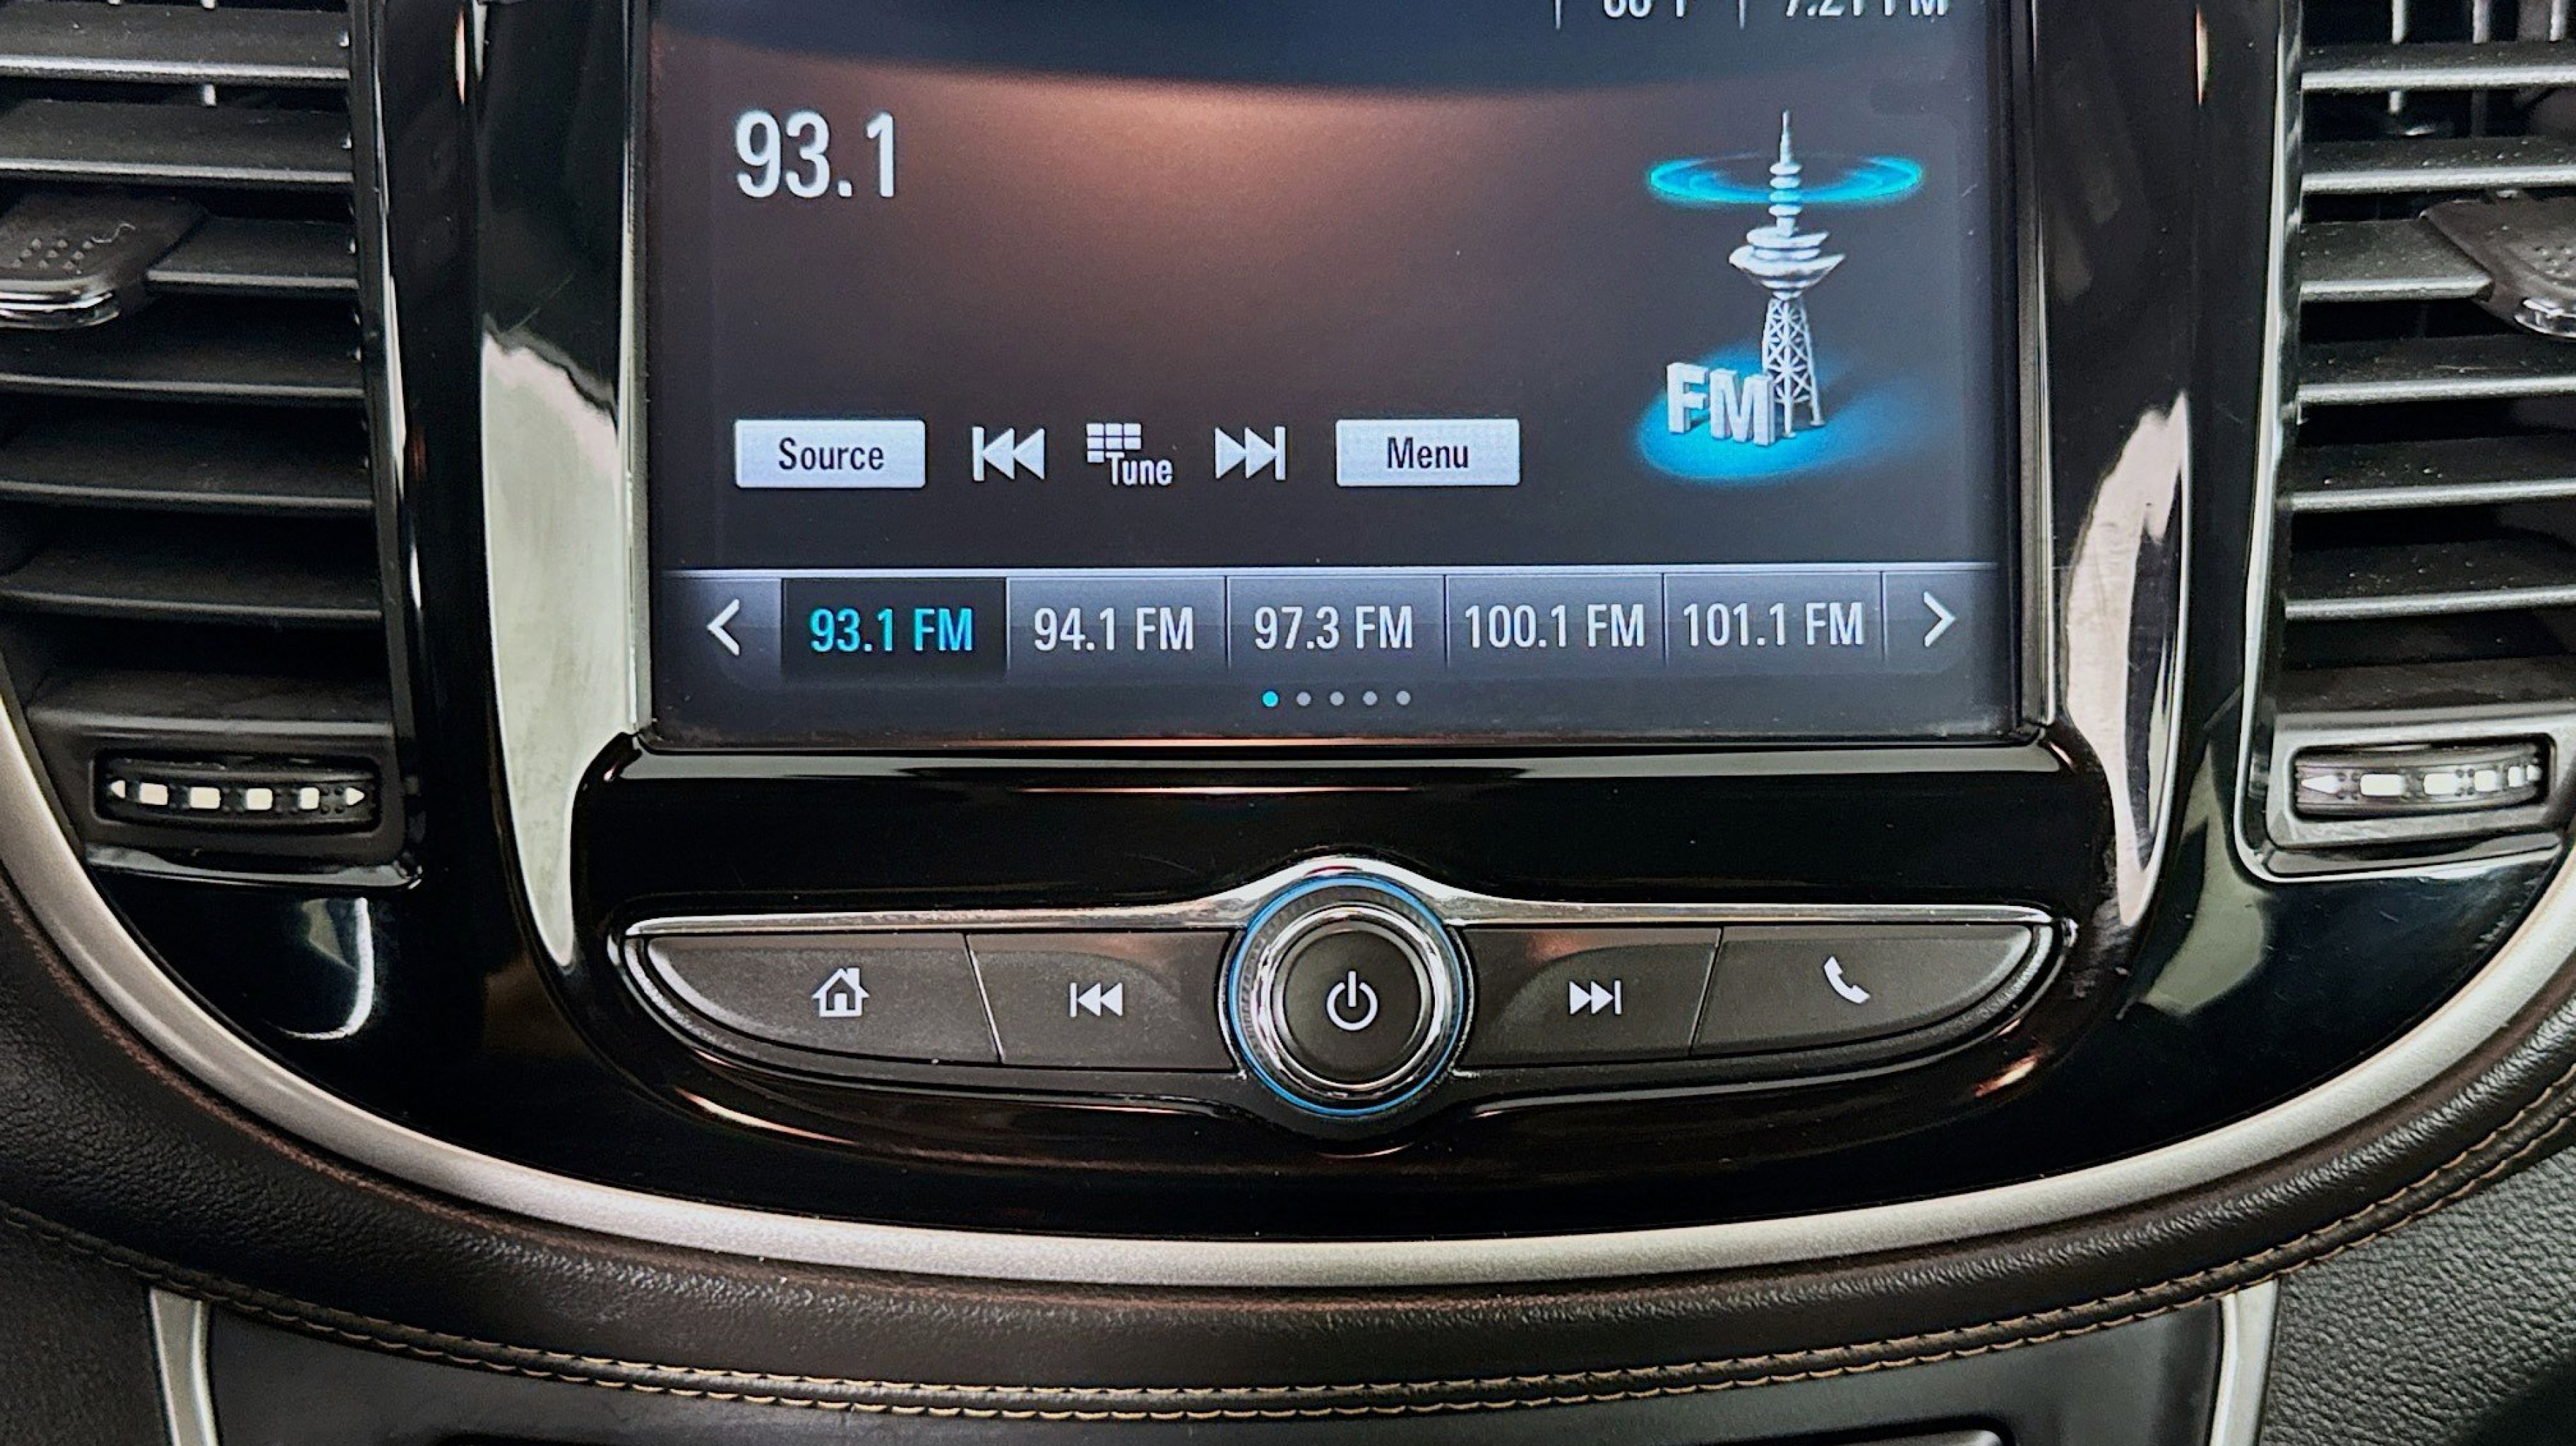 93.1
FM
Source Tune Menu
93.1 FM 94.1 FM 97.3 FM 100.1 FM 101.1 FM